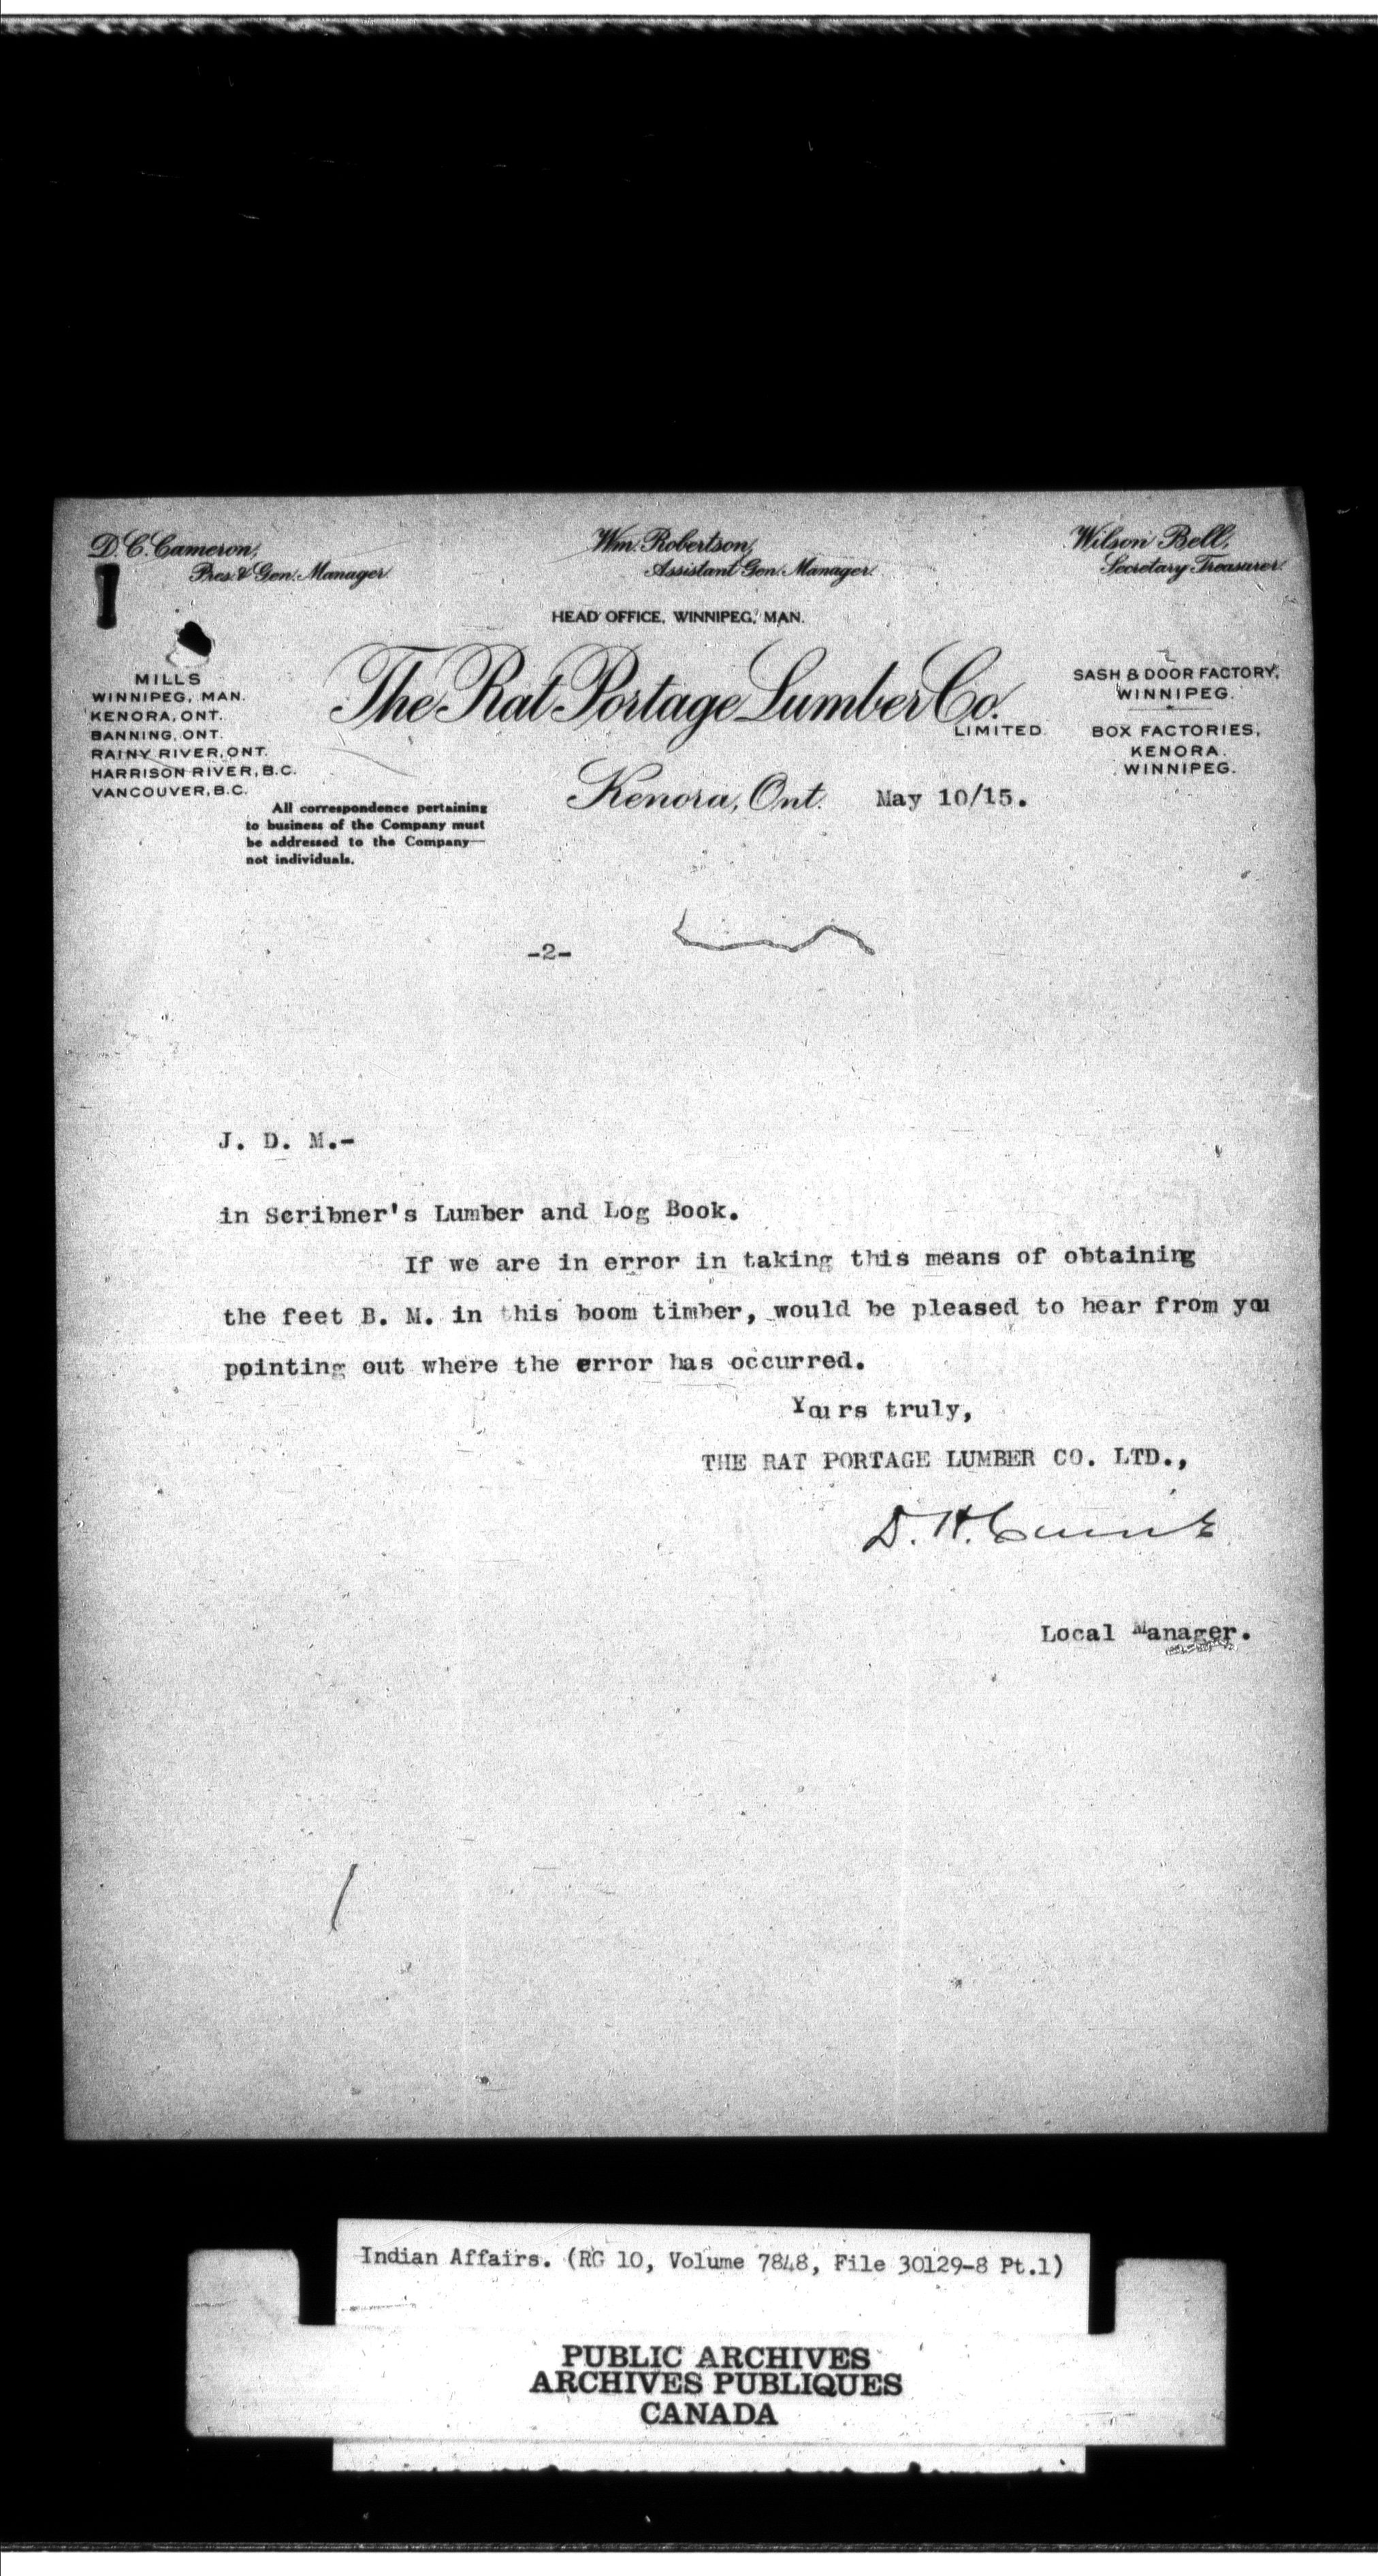 D. C. Cameron,
Pres. & Gen. Manager.
Wm. Robertson,
Assistant Gen. Manager.
Wilson Bell,
Secretary Treasurer.
HEAD OFFICE, WINNIPEG, MAN.
The Rat Portage Lumber Co.
LIMITED.
MILLS
WINNIPEG, MAN.
KENORA, ONT.
BANNING, ONT.
RAINY RIVER, ONT.
HARRISON RIVER, B.C.
VANCOUVER, B.C.
SASH & DOOR FACTORY,
WINNIPEG.
BOX FACTORIES,
KENORA.
WINNIPEG.
All correspondence pertaining
to business of the Company must
be addressed to the Company—
not individuals.
Kenora, Ont. May 10/15.
-2-
J. D. M.-
in Scribner's Lumber and Log Book.
If we are in error in taking this means of obtaining
the feet B. M. in this boom timber, would be pleased to hear from you
pointing out where the error has occurred.
Yours truly,
THE RAT PORTAGE LUMBER CO. LTD.,
D. H.
Local Manager.
Indian Affairs. (RG 10, Volume 7848, File 30129-8 Pt.1)
PUBLIC ARCHIVES
ARCHIVES PUBLIQUES
CANADA